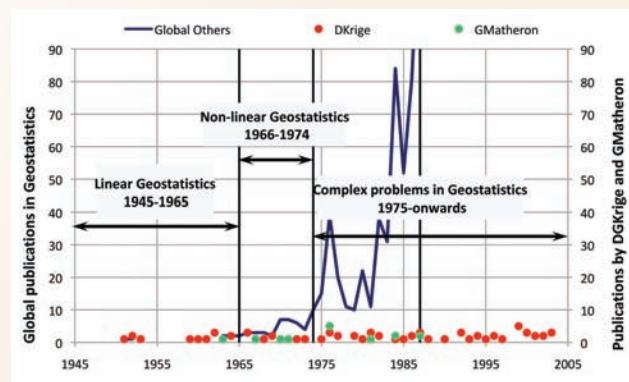 Global Others DKrige GMatheron
90
80
70
60
50
40
30
20
10
0
Global publications in Geostatistics
Non-linear Geostatistics
1966-1974
Linear Geostatistics
1945-1965
Complex problems in Geostatistics
1975-onwards
90
80
70
60
50
40
30
20
10
0
Publications by DGKrige and GMatheron
1945 1955 1965 1975 1985 1995 2005